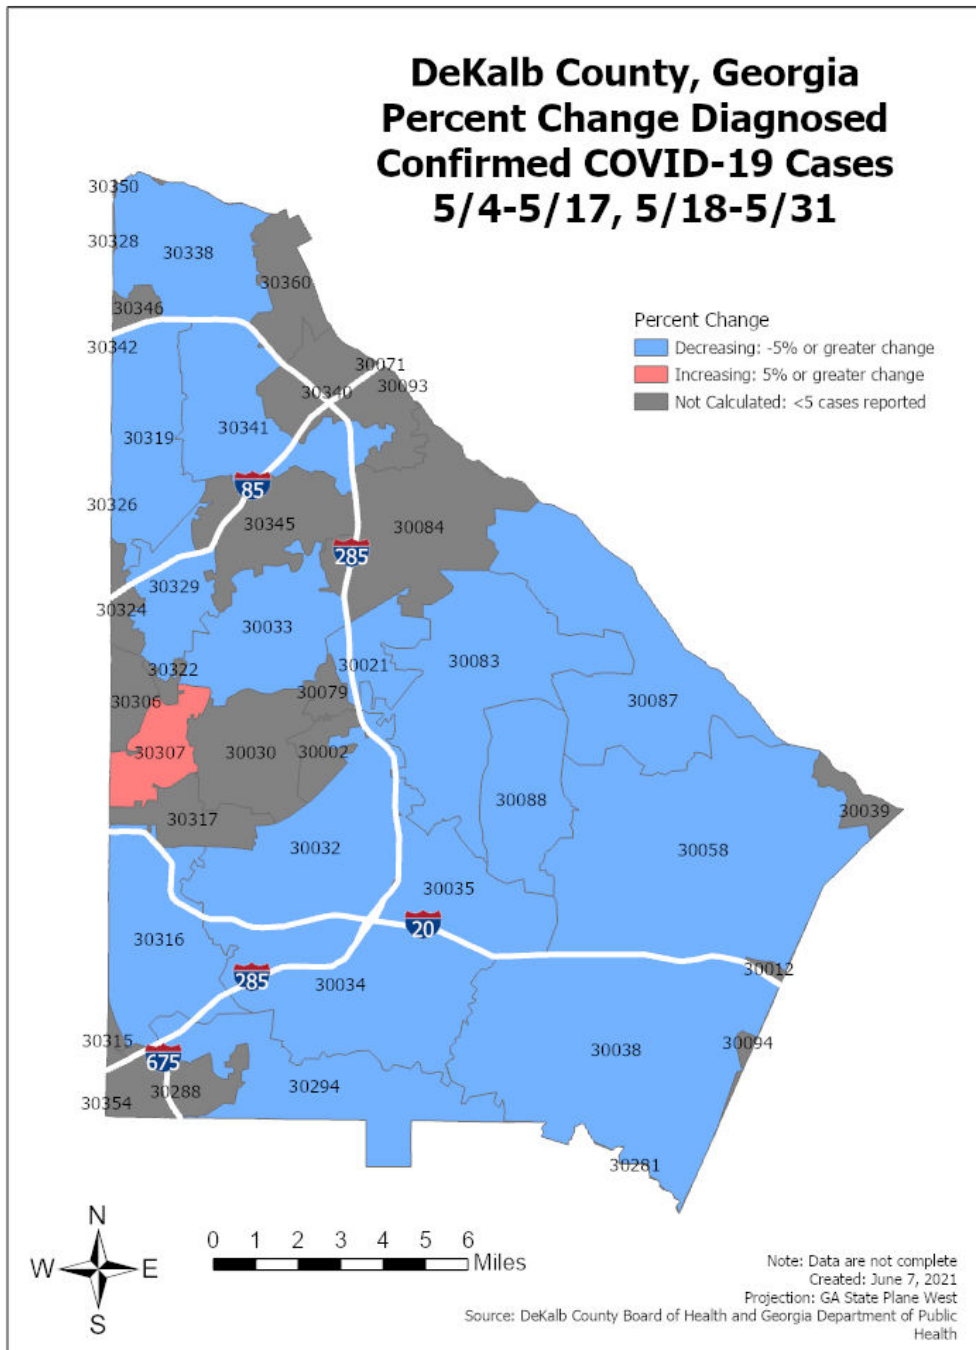 DeKalb County, Georgia
Percent Change Diagnosed
Confirmed COVID-19 Cases
5/4-5/17, 5/18-5/31
30350
30328
30338
30360
30346
30342
Percent Change
Decreasing: -5% or greater change
Increasing: 5% or greater change
Not Calculated: <5 cases reported
30071
30093
30340
30341
30319
85
30326
30345
30084
285
30329
30324
30033
30083
30021
30322
30079
30306
30087
30307
30030
30002
30088
30039
30317
30032
30058
30035
20
30316
30012
285
30034
30315
30094
30038
675
30288
30294
30354
30281
N
W
E
S
0 1 2 3 4 5 6
Miles
Note: Data are not complete
Created: June 7, 2021
Projection: GA State Plane West
Source: DeKalb County Board of Health and Georgia Department of Public
Health